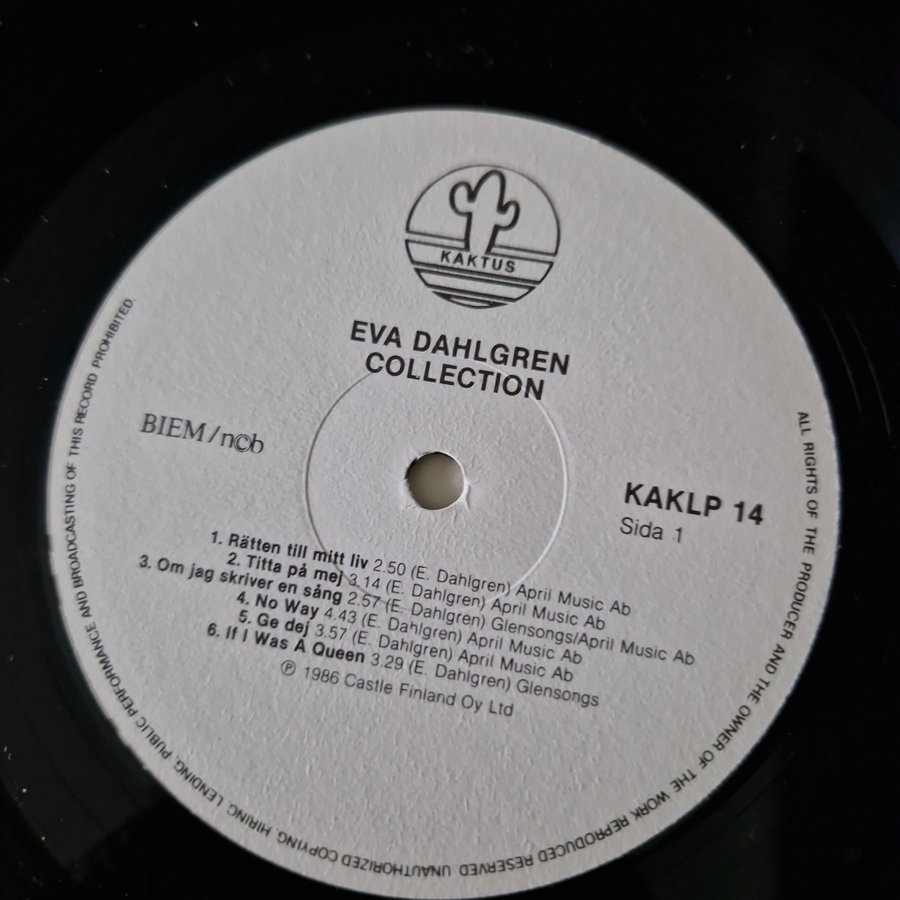 KAKTUS
EVA DAHLGREN
COLLECTION
BIEM/n©b
KAKLP 14
Sida 1
1. Rätten till mitt liv 2.50 (E. Dahlgren) April Music Ab
2. Titta på mej 3.14 (E. Dahlgren) April Music Ab
3. Om jag skriver en sång 2.57 (E. Dahlgren) Glensongs/April Music Ab
4. No Way 4.43 (E. Dahlgren) April Music Ab
5. Ge dej 3.57 (E. Dahlgren) April Music Ab
6. If I Was A Queen 3.29 (E. Dahlgren) Glensongs
℗ 1986 Castle Finland Oy Ltd
ALL RIGHTS OF THE PRODUCER AND THE OWNER OF THE WORK REPRODUCED RESERVED. UNAUTHORIZED COPYING, HIRING, LENDING, PUBLIC PERFORMANCE AND BROADCASTING OF THIS RECORD PROHIBITED.